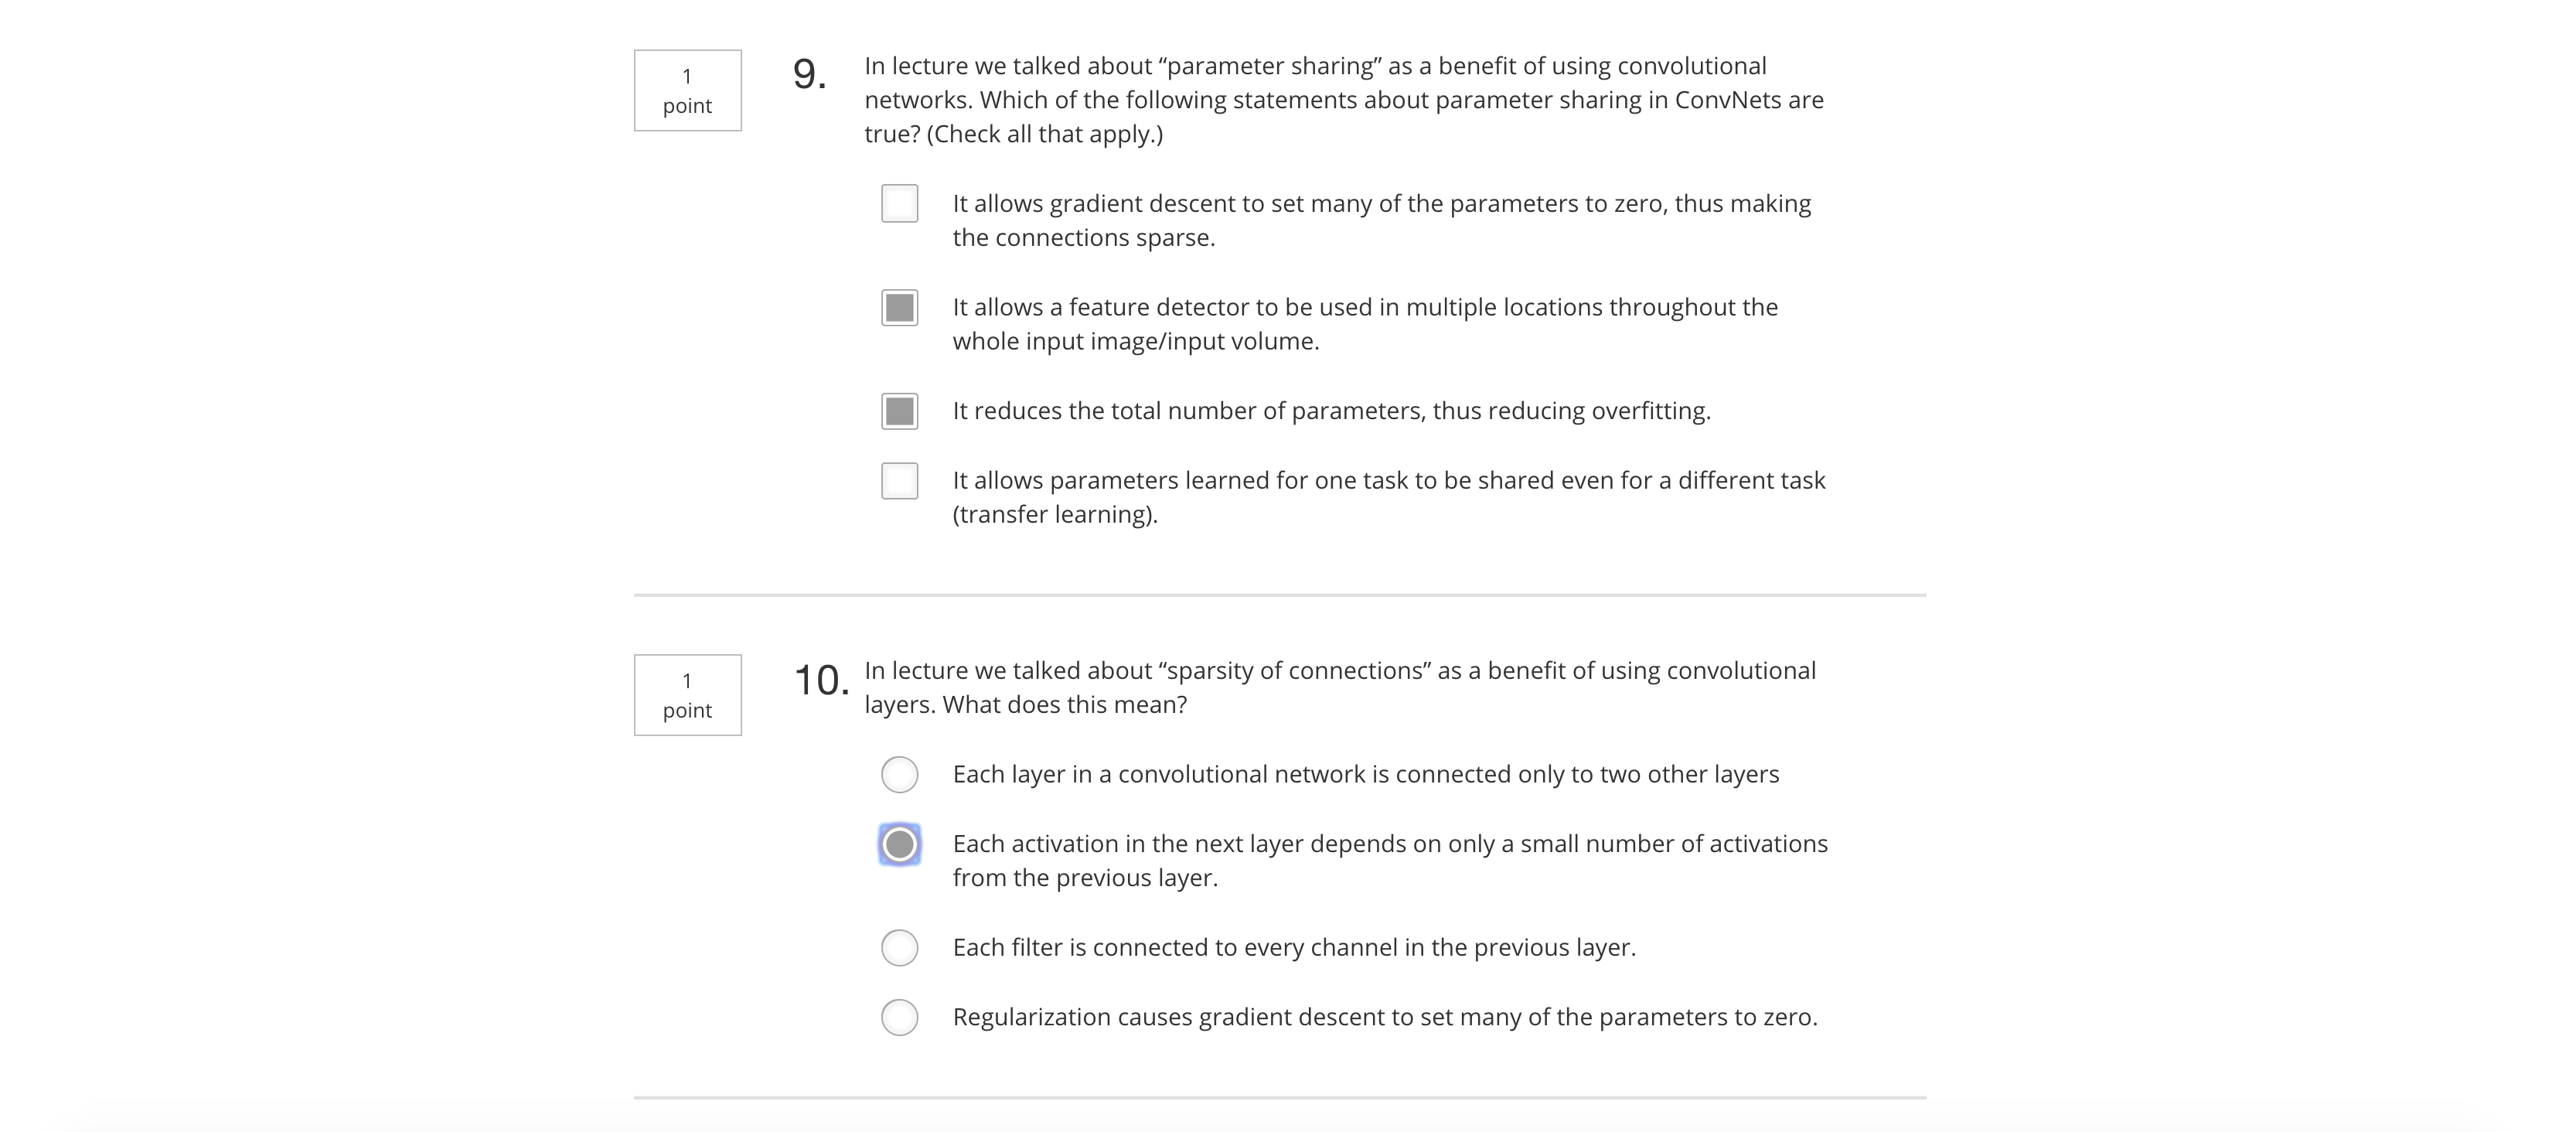 1
point
9.
In lecture we talked about “parameter sharing” as a benefit of using convolutional
networks. Which of the following statements about parameter sharing in ConvNets are
true? (Check all that apply.)
It allows gradient descent to set many of the parameters to zero, thus making
the connections sparse.
It allows a feature detector to be used in multiple locations throughout the
whole input image/input volume.
It reduces the total number of parameters, thus reducing overfitting.
It allows parameters learned for one task to be shared even for a different task
(transfer learning).
1
point
10.
In lecture we talked about “sparsity of connections” as a benefit of using convolutional
layers. What does this mean?
Each layer in a convolutional network is connected only to two other layers
Each activation in the next layer depends on only a small number of activations
from the previous layer.
Each filter is connected to every channel in the previous layer.
Regularization causes gradient descent to set many of the parameters to zero.